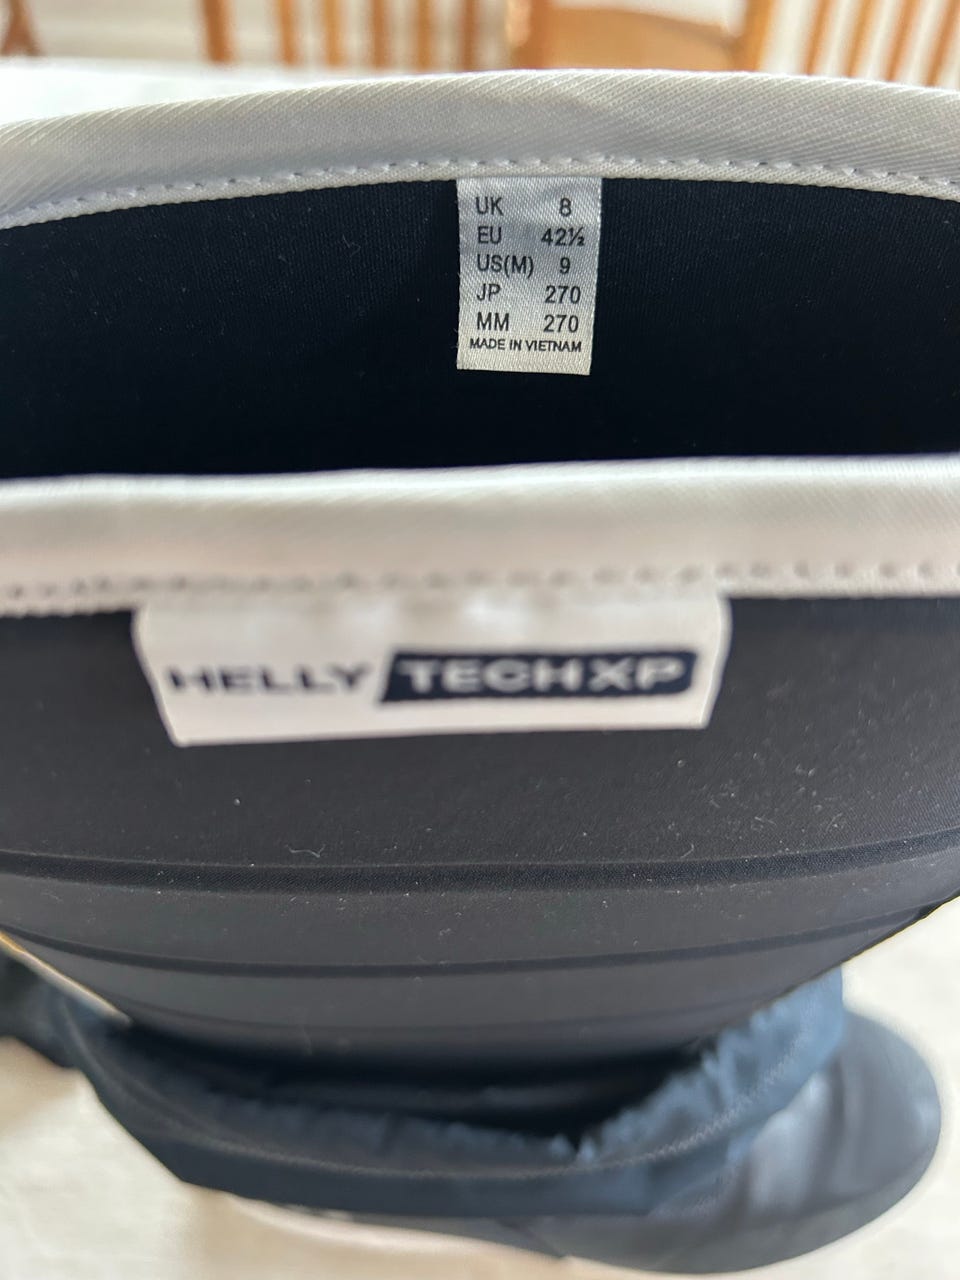 UK 8
EU 42½
US(M) 9
JP 270
MM 270
MADE IN VIETNAM
HELLY TECH XP